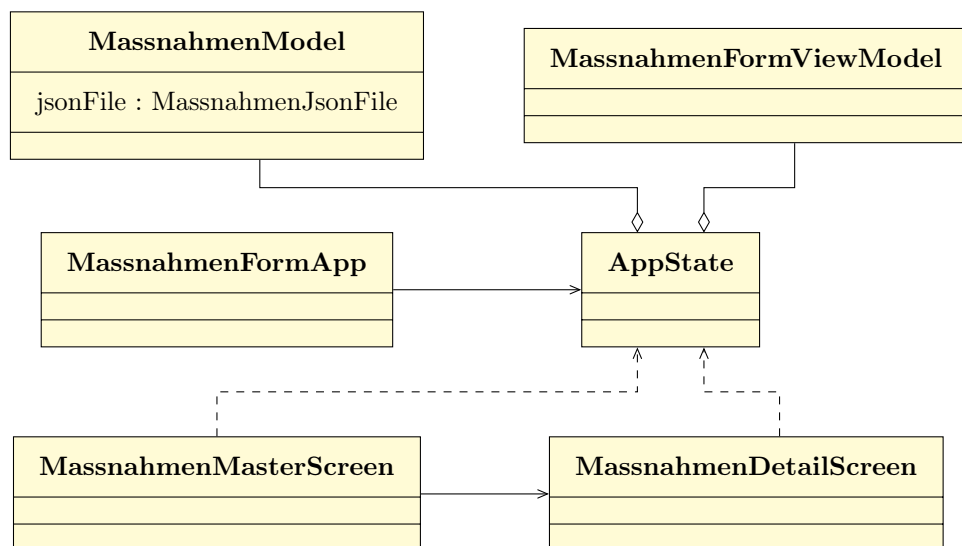 MassnahmenModel
jsonFile : MassnahmenJsonFile
MassnahmenFormViewModel
MassnahmenFormApp
AppState
MassnahmenMasterScreen
MassnahmenDetailScreen